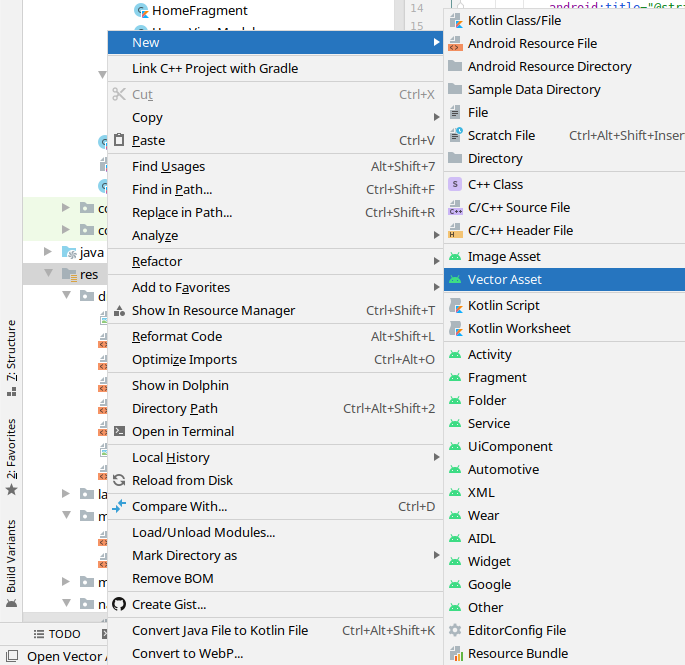 HomeFragment
14
android:title="@str
15
New
Link C++ Project with Gradle
Cut Ctrl+X
Copy
Paste Ctrl+V
Find Usages Alt+Shift+7
Find in Path... Ctrl+Shift+F
Replace in Path... Ctrl+Shift+R
Analyze
Refactor
Add to Favorites
Show In Resource Manager Ctrl+Shift+T
Reformat Code Alt+Shift+L
Optimize Imports Ctrl+Alt+O
Show in Dolphin
Directory Path Ctrl+Alt+Shift+2
Open in Terminal
Local History
Reload from Disk
Compare With... Ctrl+D
Load/Unload Modules...
Mark Directory as
Remove BOM
Create Gist...
Convert Java File to Kotlin File Ctrl+Alt+Shift+K
Convert to WebP...
Kotlin Class/File
Android Resource File
Android Resource Directory
Sample Data Directory
File
Scratch File Ctrl+Alt+Shift+Inser
Directory
C++ Class
C/C++ Source File
C/C++ Header File
Image Asset
Vector Asset
Kotlin Script
Kotlin Worksheet
Activity
Fragment
Folder
Service
UiComponent
Automotive
XML
Wear
AIDL
Widget
Google
Other
EditorConfig File
Resource Bundle
co
co
java
res
d
la
m
m
na
7: Structure
2: Favorites
Build Variants
TODO
Open Vector A